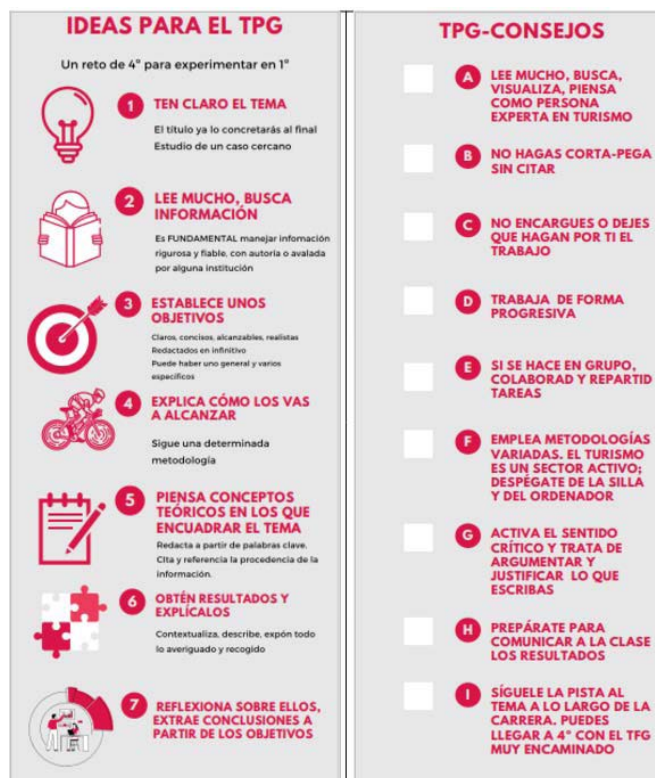 IDEAS PARA EL TPG
Un reto de 4º para experimentar en 1º
1
TEN CLARO EL TEMA
El título ya lo concretarás al final
Estudio de un caso cercano
2
LEE MUCHO, BUSCA
INFORMACIÓN
Es FUNDAMENTAL manejar infomación
rigurosa y fiable, con autoría o avalada
por alguna institución
3
ESTABLECE UNOS
OBJETIVOS
Claros, concisos, alcanzables, realistas
Redactados en infinitivo
Puede haber uno general y varios
específicos
4
EXPLICA CÓMO LOS VAS
A ALCANZAR
Sigue una determinada
metodología
5
PIENSA CONCEPTOS
TEÓRICOS EN LOS QUE
ENCUADRAR EL TEMA
Redacta a partir de palabras clave.
CIta y referencia la procedencia de la
información.
6
OBTÉN RESULTADOS Y
EXPLÍCALOS
Contextualiza, describe, expón todo
lo averiguado y recogido
7
REFLEXIONA SOBRE ELLOS,
EXTRAE CONCLUSIONES A
PARTIR DE LOS OBJETIVOS
TPG-CONSEJOS
A
LEE MUCHO, BUSCA,
VISUALIZA, PIENSA
COMO PERSONA
EXPERTA EN TURISMO
B
NO HAGAS CORTA-PEGA
SIN CITAR
C
NO ENCARGUES O DEJES
QUE HAGAN POR TI EL
TRABAJO
D
TRABAJA DE FORMA
PROGRESIVA
E
SI SE HACE EN GRUPO,
COLABORAD Y REPARTID
TAREAS
F
EMPLEA METODOLOGÍAS
VARIADAS. EL TURISMO
ES UN SECTOR ACTIVO;
DESPÉGATE DE LA SILLA
Y DEL ORDENADOR
G
ACTIVA EL SENTIDO
CRÍTICO Y TRATA DE
ARGUMENTAR Y
JUSTIFICAR LO QUE
ESCRIBAS
H
PREPÁRATE PARA
COMUNICAR A LA CLASE
LOS RESULTADOS
I
SÍGUELE LA PISTA AL
TEMA A LO LARGO DE LA
CARRERA. PUEDES
LLEGAR A 4º CON EL TFG
MUY ENCAMINADO